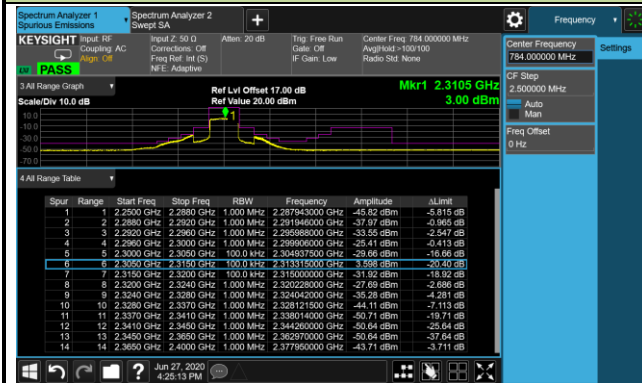 Spectrum Analyzer 1
Spurious Emissions
Spectrum Analyzer 2
Swept SA
+
Frequency
KEYSIGHT
Input: RF
Coupling: AC
Align: Off
Input Z: 50 Ω
Corrections: Off
Freq Ref: Int (S)
NFE: Adaptive
Atten: 20 dB
Trig: Free Run
Gate: Off
IF Gain: Low
Center Freq: 784.000000 MHz
Avg|Hold:>100/100
Radio Std: None
PASS
Center Frequency
784.000000 MHz
Settings
CF Step
2.500000 MHz
Auto
Man
Freq Offset
0 Hz
3 All Range Graph
Scale/Div 10.0 dB
Ref Lvl Offset 17.00 dB
Ref Value 20.00 dBm
Mkr1 2.3105 GHz
3.00 dBm
1
10.0
-10.0
-30.0
-50.0
-70.0
4 All Range Table
Spur Range Start Freq Stop Freq RBW Frequency Amplitude ΔLimit
1 1 2.2500 GHz 2.2880 GHz 1.000 MHz 2.287943000 GHz -45.82 dBm -5.815 dB
2 2 2.2880 GHz 2.2920 GHz 1.000 MHz 2.291946000 GHz -37.97 dBm -0.965 dB
3 3 2.2920 GHz 2.2960 GHz 1.000 MHz 2.295988000 GHz -33.55 dBm -2.547 dB
4 4 2.2960 GHz 2.3000 GHz 1.000 MHz 2.299906000 GHz -25.41 dBm -0.413 dB
5 5 2.3000 GHz 2.3050 GHz 100.0 kHz 2.304937500 GHz -29.66 dBm -16.66 dB
6 6 2.3050 GHz 2.3150 GHz 100.0 kHz 2.313315000 GHz 3.598 dBm -20.40 dB
7 7 2.3150 GHz 2.3200 GHz 100.0 kHz 2.315000000 GHz -31.92 dBm -18.92 dB
8 8 2.3200 GHz 2.3240 GHz 1.000 MHz 2.320228000 GHz -27.69 dBm -2.686 dB
9 9 2.3240 GHz 2.3280 GHz 1.000 MHz 2.324042000 GHz -35.28 dBm -4.281 dB
10 10 2.3280 GHz 2.3370 GHz 1.000 MHz 2.328121500 GHz -44.11 dBm -7.113 dB
11 11 2.3370 GHz 2.3410 GHz 1.000 MHz 2.338014000 GHz -50.71 dBm -19.71 dB
12 12 2.3410 GHz 2.3450 GHz 1.000 MHz 2.344260000 GHz -50.64 dBm -25.64 dB
13 13 2.3450 GHz 2.3650 GHz 1.000 MHz 2.362970000 GHz -50.64 dBm -37.64 dB
14 14 2.3650 GHz 2.4000 GHz 1.000 MHz 2.377950000 GHz -43.71 dBm -3.711 dB
?
Jun 27, 2020
4:25:13 PM